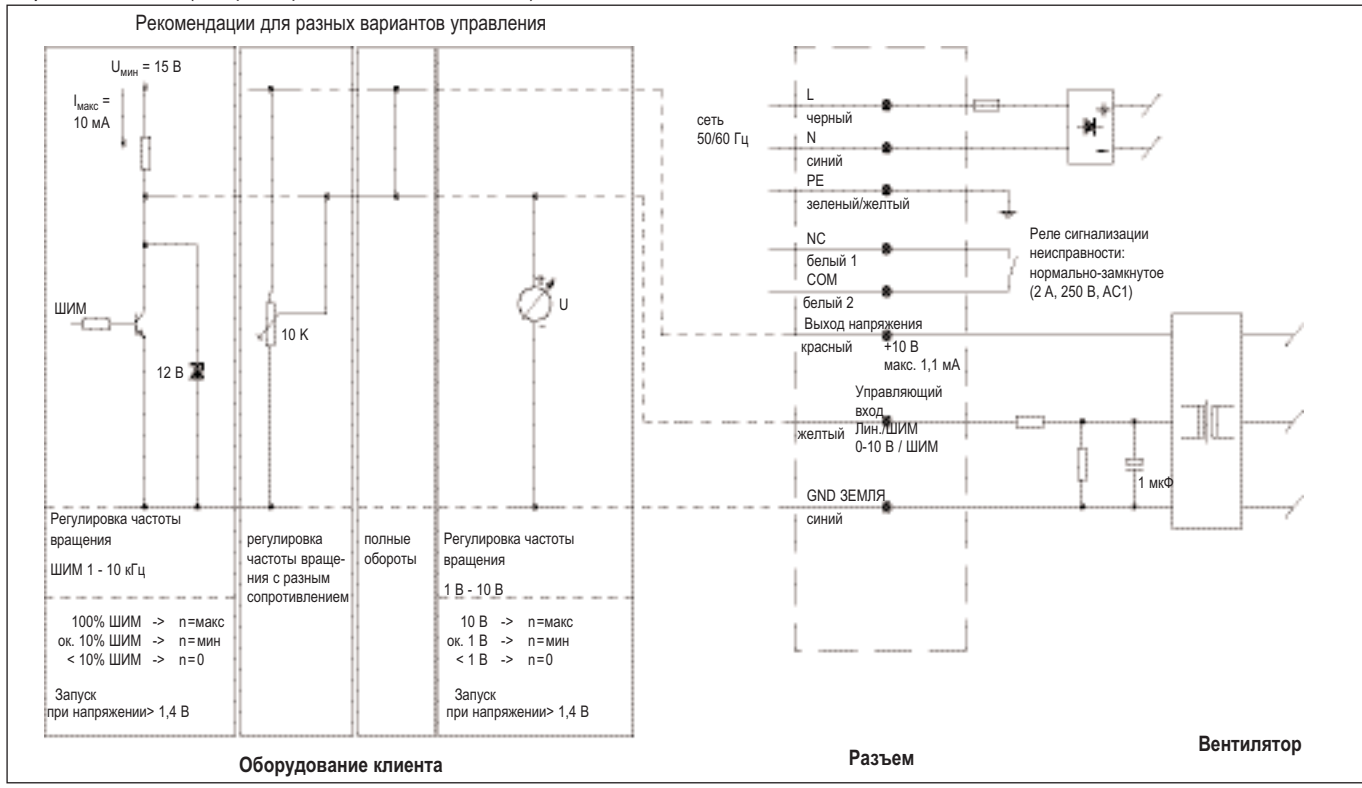 Рекомендации для разных вариантов управления
Uмин = 15 В
Iмакс =
10 мА
ШИМ
12 В
10 K
U
Регулировка частоты
вращения
ШИМ 1 - 10 кГц
100% ШИМ -> n=макс
ок. 10% ШИМ -> n=мин
< 10% ШИМ -> n=0
Запуск
при напряжении> 1,4 В
регулировка
частоты враще-
ния с разным
сопротивлением
полные
обороты
Регулировка частоты
вращения
1 В - 10 В
10 В -> n=макс
ок. 1 В -> n=мин
< 1 В -> n=0
Запуск
при напряжении> 1,4 В
Оборудование клиента
сеть
50/60 Гц
L
черный
N
синий
PE
зеленый/желтый
NC
белый 1
COM
белый 2
Реле сигнализации
неисправности:
нормально-замкнутое
(2 А, 250 В, AC1)
Выход напряжения
красный +10 В
макс. 1,1 мА
Управляющий
вход
желтый Лин./ШИМ
0-10 В / ШИМ
1 мкФ
GND ЗЕМЛЯ
синий
Разъем
Вентилятор